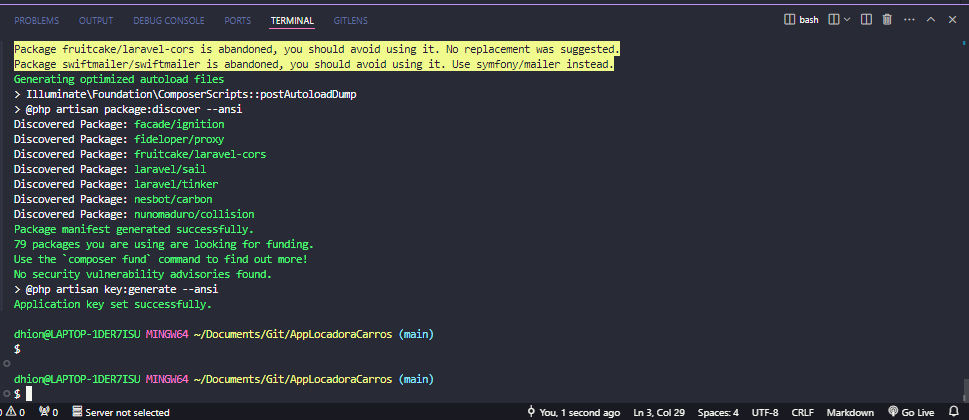 PROBLEMS OUTPUT DEBUG CONSOLE PORTS TERMINAL GITLENS bash
Package fruitcake/laravel-cors is abandoned, you should avoid using it. No replacement was suggested.
Package swiftmailer/swiftmailer is abandoned, you should avoid using it. Use symfony/mailer instead.
Generating optimized autoload files
> Illuminate\Foundation\ComposerScripts::postAutoloadDump
> @php artisan package:discover --ansi
Discovered Package: facade/ignition
Discovered Package: fideloper/proxy
Discovered Package: fruitcake/laravel-cors
Discovered Package: laravel/sail
Discovered Package: laravel/tinker
Discovered Package: nesbot/carbon
Discovered Package: nunomaduro/collision
Package manifest generated successfully.
79 packages you are using are looking for funding.
Use the `composer fund` command to find out more!
No security vulnerability advisories found.
> @php artisan key:generate --ansi
Application key set successfully.
dhion@LAPTOP-1DER7ISU MINGW64 ~/Documents/Git/AppLocadoraCarros (main)
$
dhion@LAPTOP-1DER7ISU MINGW64 ~/Documents/Git/AppLocadoraCarros (main)
$
0 0 0 Server not selected You, 1 second ago Ln 3, Col 29 Spaces: 4 UTF-8 CRLF Markdown Go Live